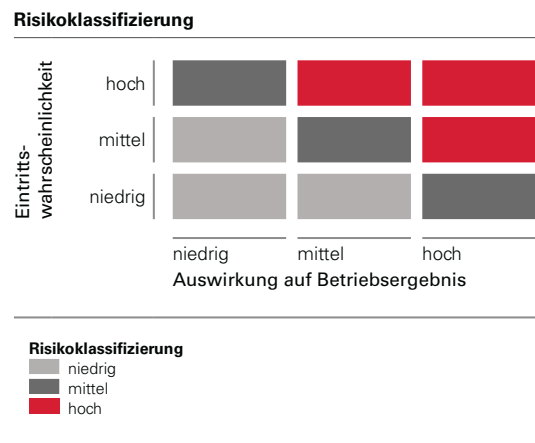 Risikoklassifizierung
Eintritts-
wahrscheinlichkeit
hoch
mittel
niedrig
niedrig mittel hoch
Auswirkung auf Betriebsergebnis
Risikoklassifizierung
niedrig
mittel
hoch